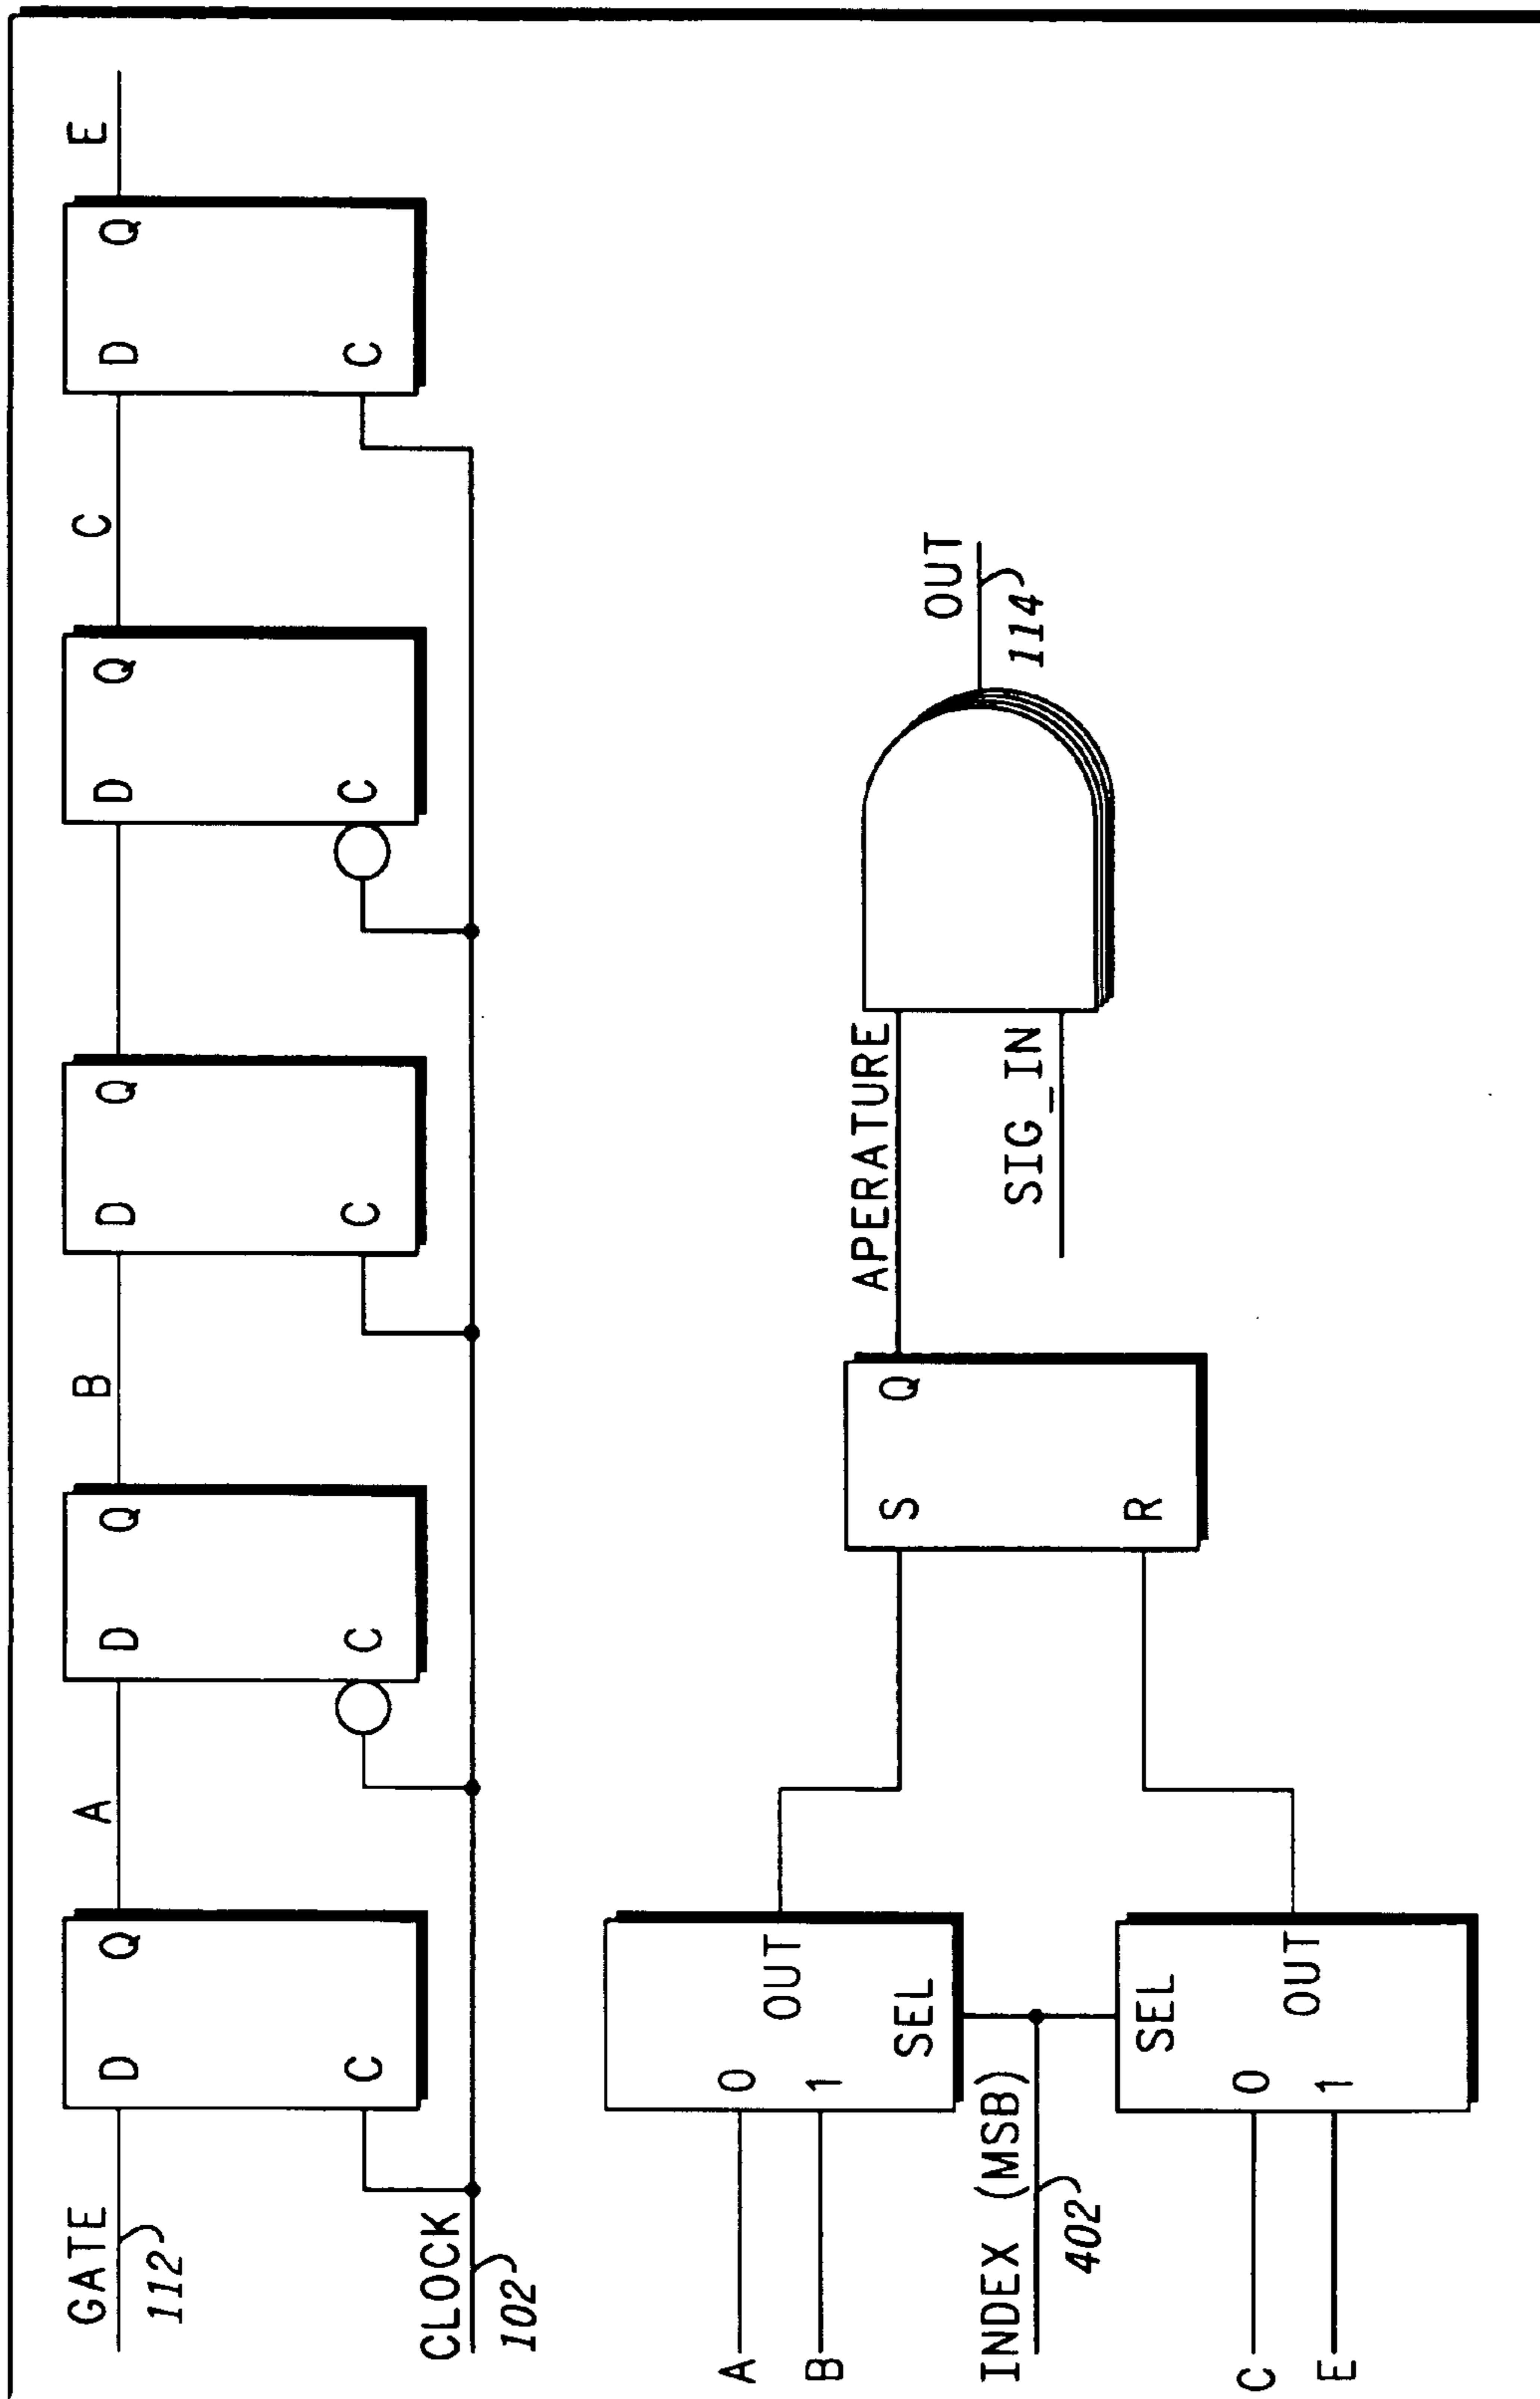 GATE
112
D Q
C
A
D Q
C
B
D Q
C
D Q
C
C
D Q
C
E
CLOCK
102
A
B
0
1
OUT
SEL
INDEX (MSB)
402
C
E
SEL
0
1
OUT
S Q
R
APERATURE
SIG_IN
OUT
114